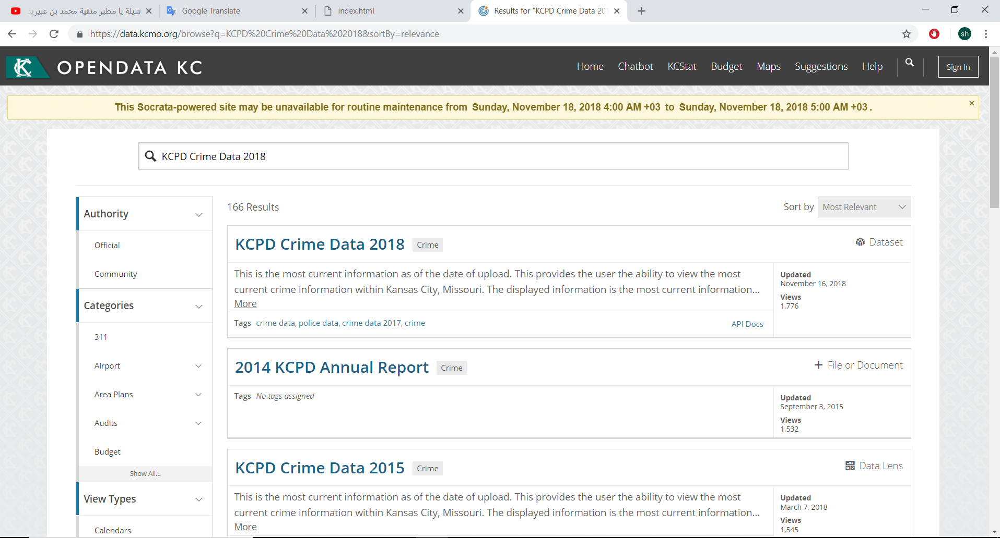 شيلة يا مطير منقية محمد بن عبيريد
Google Translate
index.html
Results for "KCPD Crime Data 201
https://data.kcmo.org/browse?q=KCPD%20Crime%20Data%202018&sortBy=relevance
sh
KC OPENDATA KC
Home Chatbot KCStat Budget Maps Suggestions Help Sign In
This Socrata-powered site may be unavailable for routine maintenance from Sunday, November 18, 2018 4:00 AM +03 to Sunday, November 18, 2018 5:00 AM +03 .
KCPD Crime Data 2018
Authority
Official
Community
Categories
311
Airport
Area Plans
Audits
Budget
Show All...
View Types
Calendars
166 Results
Sort by Most Relevant
KCPD Crime Data 2018 Crime
Dataset
This is the most current information as of the date of upload. This provides the user the ability to view the most
current crime information within Kansas City, Missouri. The displayed information is the most current information...
More
Tags crime data, police data, crime data 2017, crime
API Docs
Updated
November 16, 2018
Views
1,776
2014 KCPD Annual Report Crime
File or Document
Tags No tags assigned
Updated
September 3, 2015
Views
1,532
KCPD Crime Data 2015 Crime
Data Lens
This is the most current information as of the date of upload. This provides the user the ability to view the most
current crime information within Kansas City, Missouri. The displayed information is the most current information...
More
Updated
March 7, 2018
Views
1,545